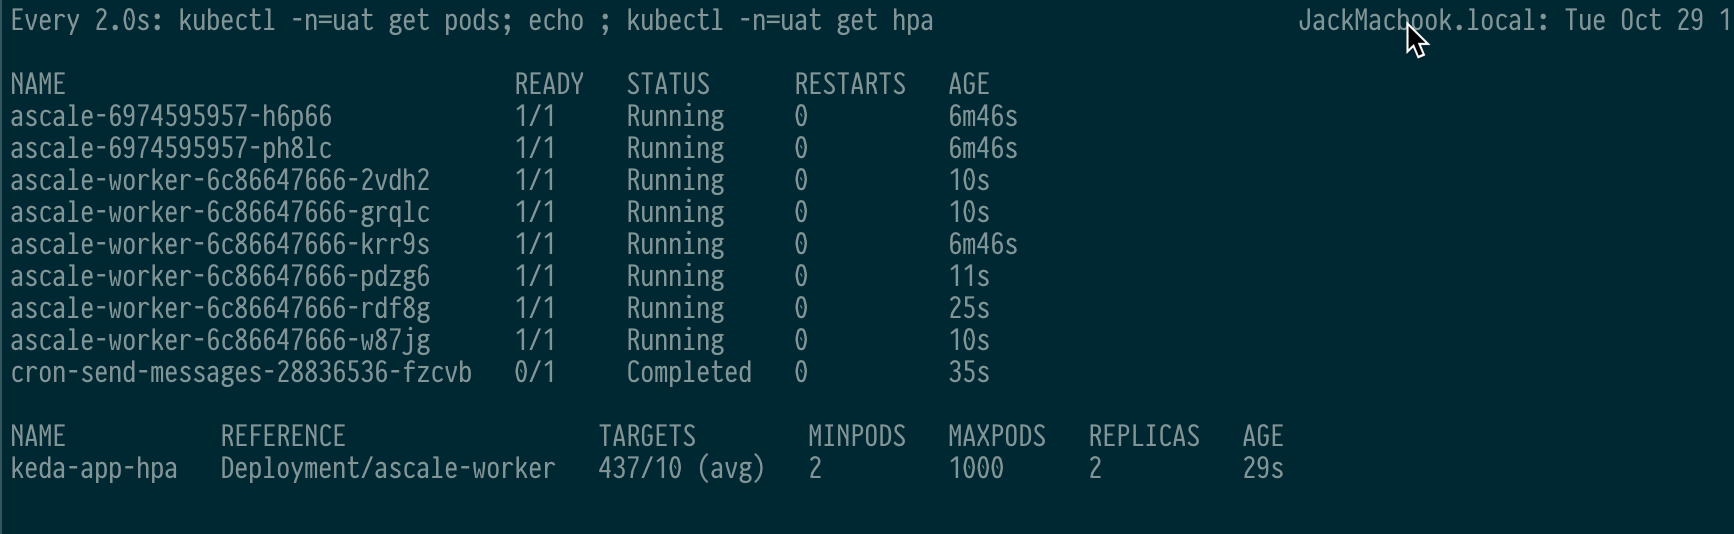 Every 2.0s: kubectl -n=uat get pods; echo ; kubectl -n=uat get hpa JackMacbook.local: Tue Oct 29 1
NAME READY STATUS RESTARTS AGE
ascale-6974595957-h6p66 1/1 Running 0 6m46s
ascale-6974595957-ph8lc 1/1 Running 0 6m46s
ascale-worker-6c86647666-2vdh2 1/1 Running 0 10s
ascale-worker-6c86647666-grqlc 1/1 Running 0 10s
ascale-worker-6c86647666-krr9s 1/1 Running 0 6m46s
ascale-worker-6c86647666-pdzg6 1/1 Running 0 11s
ascale-worker-6c86647666-rdf8g 1/1 Running 0 25s
ascale-worker-6c86647666-w87jg 1/1 Running 0 10s
cron-send-messages-28836536-fzcvb 0/1 Completed 0 35s
NAME REFERENCE TARGETS MINPODS MAXPODS REPLICAS AGE
keda-app-hpa Deployment/ascale-worker 437/10 (avg) 2 1000 2 29s